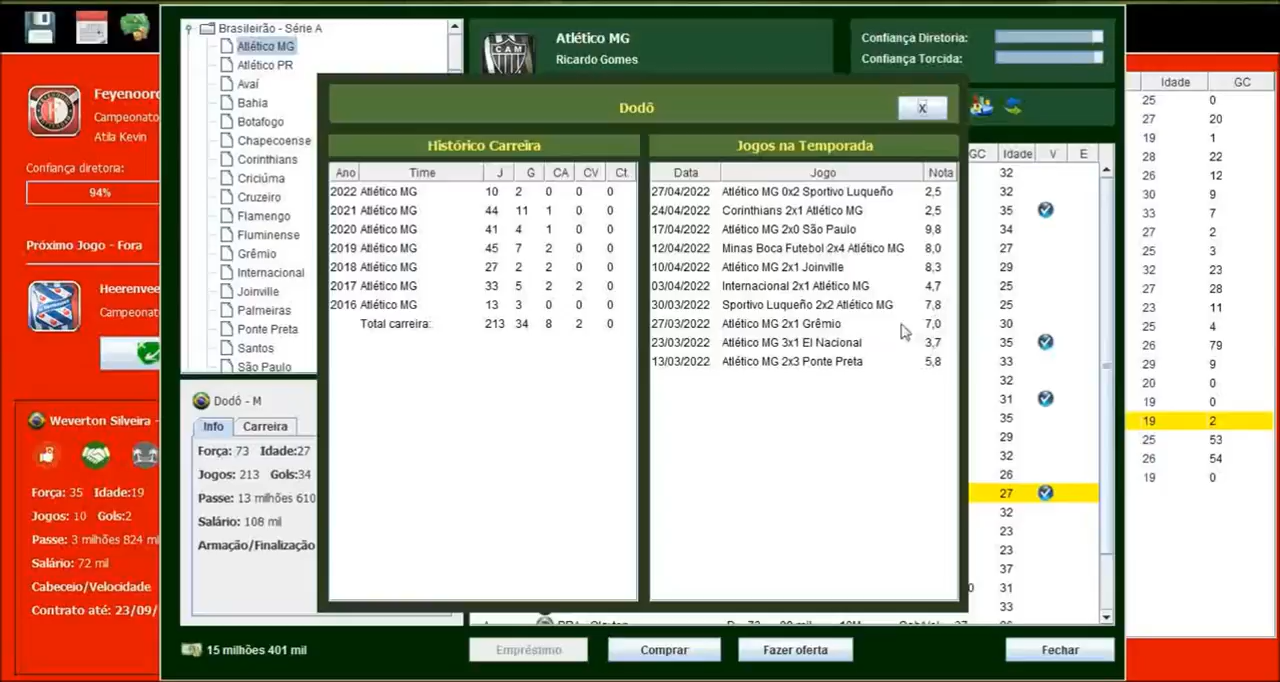 Feyenoord
Campeonato
Atila Kevin
Confiança diretoria:
94%
Próximo Jogo - Fora
Heerenvee
Campeonato
Weverton Silveira -
Força: 35 Idade:19
Jogos: 10 Gols:2
Passe: 3 milhões 824 mil
Salário: 72 mil
Cabeceio/Velocidade
Contrato até: 23/09/
Brasileirão - Série A
Atlético MG
Atlético PR
Avaí
Bahia
Botafogo
Chapecoense
Corinthians
Criciúma
Cruzeiro
Flamengo
Fluminense
Grêmio
Internacional
Joinville
Palmeiras
Ponte Preta
Santos
São Paulo
Dodô - M
Info Carreira
Força: 73 Idade:27
Jogos: 213 Gols:34
Passe: 13 milhões 610
Salário: 108 mil
Armação/Finalização
CAM
Atlético MG
Ricardo Gomes
Confiança Diretoria:
Confiança Torcida:
Dodô
X
Histórico Carreira
Ano Time J G CA CV Ct.
2022 Atlético MG 10 2 0 0 0
2021 Atlético MG 44 11 1 0 0
2020 Atlético MG 41 4 1 0 0
2019 Atlético MG 45 7 2 0 0
2018 Atlético MG 27 2 2 0 0
2017 Atlético MG 33 5 2 2 0
2016 Atlético MG 13 3 0 0 0
Total carreira: 213 34 8 2 0
Jogos na Temporada
Data Jogo Nota
27/04/2022 Atlético MG 0x2 Sportivo Luqueño 2,5
24/04/2022 Corinthians 2x1 Atlético MG 2,5
17/04/2022 Atlético MG 2x0 São Paulo 9,8
12/04/2022 Minas Boca Futebol 2x4 Atlético MG 8,0
10/04/2022 Atlético MG 2x1 Joinville 8,3
03/04/2022 Internacional 2x1 Atlético MG 4,7
30/03/2022 Sportivo Luqueño 2x2 Atlético MG 7,8
27/03/2022 Atlético MG 2x1 Grêmio 7,0
23/03/2022 Atlético MG 3x1 El Nacional 3,7
13/03/2022 Atlético MG 2x3 Ponte Preta 5,8
GC Idade V E
32
32
35
34
27
29
25
25
30
35
33
32
31
35
29
32
26
27
32
23
23
37
0 31
33
15 milhões 401 mil
Empréstimo
Comprar
Fazer oferta
Fechar
Idade GC
25 0
27 20
19 1
28 22
26 12
30 9
33 7
27 2
25 3
32 23
27 28
23 11
25 4
26 79
29 9
20 0
19 0
19 2
25 53
26 54
19 0